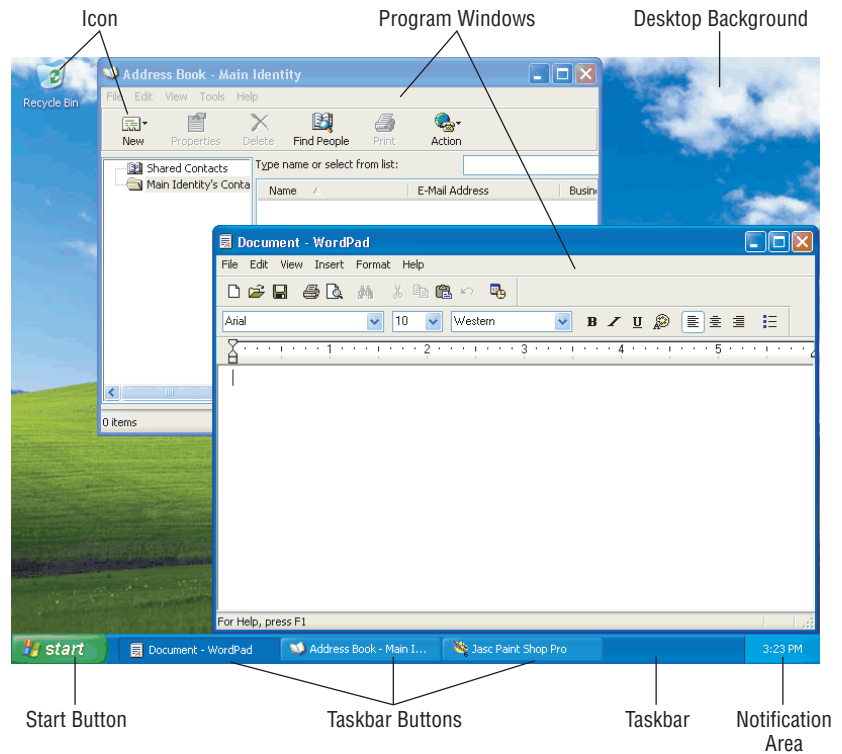 Icon Program Windows Desktop Background
Recycle Bin
Address Book - Main Identity
File Edit View Tools Help
New Properties Delete Find People Print Action
Shared Contacts
Main Identity's Conta
Type name or select from list:
Name E-Mail Address Busin
0 items
Document - WordPad
File Edit View Insert Format Help
Arial 10 Western B I U
1 2 3 4 5
For Help, press F1
start Document - WordPad Address Book - Main I... Jasc Paint Shop Pro 3:23 PM
Start Button Taskbar Buttons Taskbar Notification
Area